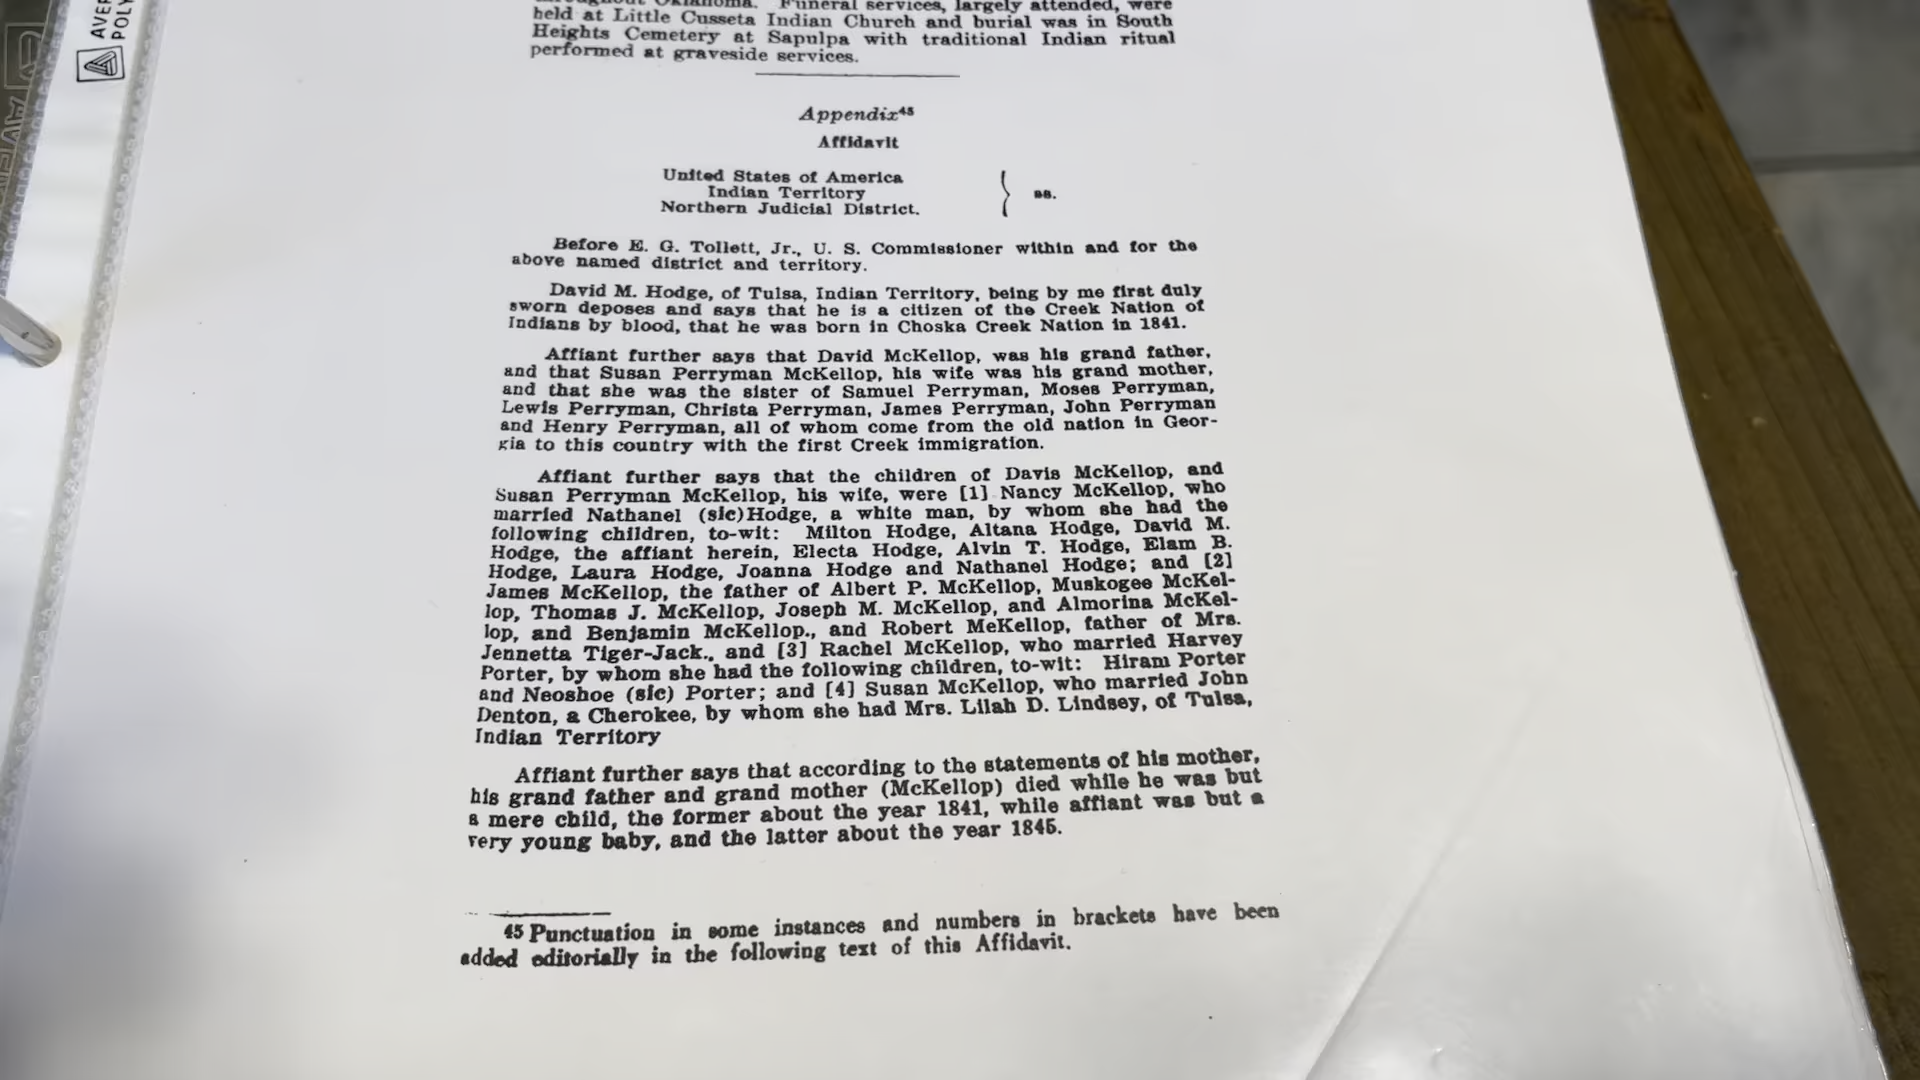 AVER
POLY
throughout Oklahoma. Funeral services, largely attended, were
held at Little Cusseta Indian Church and burial was in South
Heights Cemetery at Sapulpa with traditional Indian ritual
performed at graveside services.
Appendix⁴⁵
Affidavit
United States of America
Indian Territory
Northern Judicial District.
} ss.
Before E. G. Tollett, Jr., U. S. Commissioner within and for the
above named district and territory.
David M. Hodge, of Tulsa, Indian Territory, being by me first duly
sworn deposes and says that he is a citizen of the Creek Nation of
Indians by blood, that he was born in Choska Creek Nation in 1841.
Affiant further says that David McKellop, was his grand father,
and that Susan Perryman McKellop, his wife was his grand mother,
and that she was the sister of Samuel Perryman, Moses Perryman,
Lewis Perryman, Christa Perryman, James Perryman, John Perryman
and Henry Perryman, all of whom come from the old nation in Geor-
gia to this country with the first Creek immigration.
Affiant further says that the children of Davis McKellop, and
Susan Perryman McKellop, his wife, were [1] Nancy McKellop, who
married Nathanel (sic)Hodge, a white man, by whom she had the
following children, to-wit: Milton Hodge, Altana Hodge, David M.
Hodge, the affiant herein, Electa Hodge, Alvin T. Hodge, Elam B.
Hodge, Laura Hodge, Joanna Hodge and Nathanel Hodge; and [2]
James McKellop, the father of Albert P. McKellop, Muskogee McKel-
lop, Thomas J. McKellop, Joseph M. McKellop, and Almorina McKel-
lop, and Benjamin McKellop., and Robert McKellop, father of Mrs.
Jennetta Tiger-Jack., and [3] Rachel McKellop, who married Harvey
Porter, by whom she had the following children, to-wit: Hiram Porter
and Neoshoe (sic) Porter; and [4] Susan McKellop, who married John
Denton, a Cherokee, by whom she had Mrs. Lilah D. Lindsey, of Tulsa,
Indian Territory
Affiant further says that according to the statements of his mother,
his grand father and grand mother (McKellop) died while he was but
a mere child, the former about the year 1841, while affiant was but a
very young baby, and the latter about the year 1845.
45 Punctuation in some instances and numbers in brackets have been
added editorially in the following text of this Affidavit.